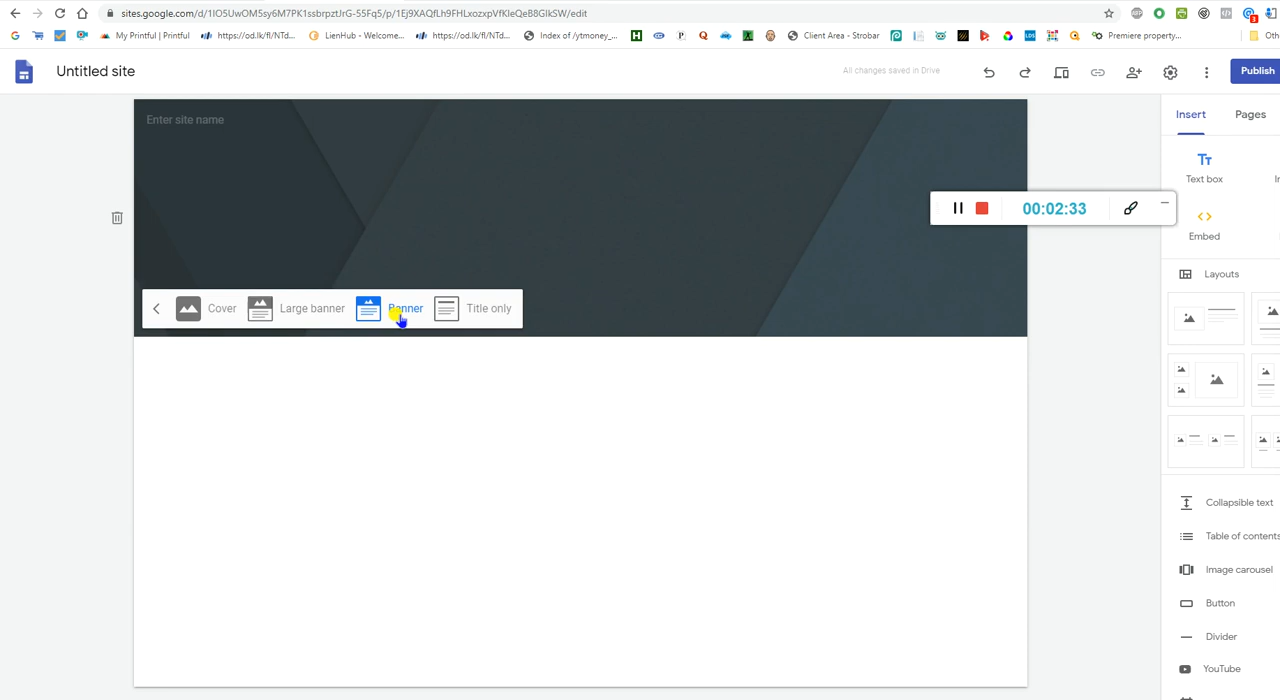 sites.google.com/d/1IO5UwOM5sy6M7PK1ssbrpztJrG-55Fq5/p/1Ej9XAQfLh9FHLxozxpVfKleQeB8GIkSW/edit
My Printful | Printful
https://od.lk/fl/NTd...
LienHub - Welcome...
https://od.lk/fl/NTd...
Index of /ytmoney_...
Client Area - Strobar
Premiere property...
Oth
Untitled site
All changes saved in Drive
Publish
Enter site name
Insert
Pages
Text box
Embed
00:02:33
Layouts
Cover
Large banner
Banner
Title only
Collapsible text
Table of contents
Image carousel
Button
Divider
YouTube